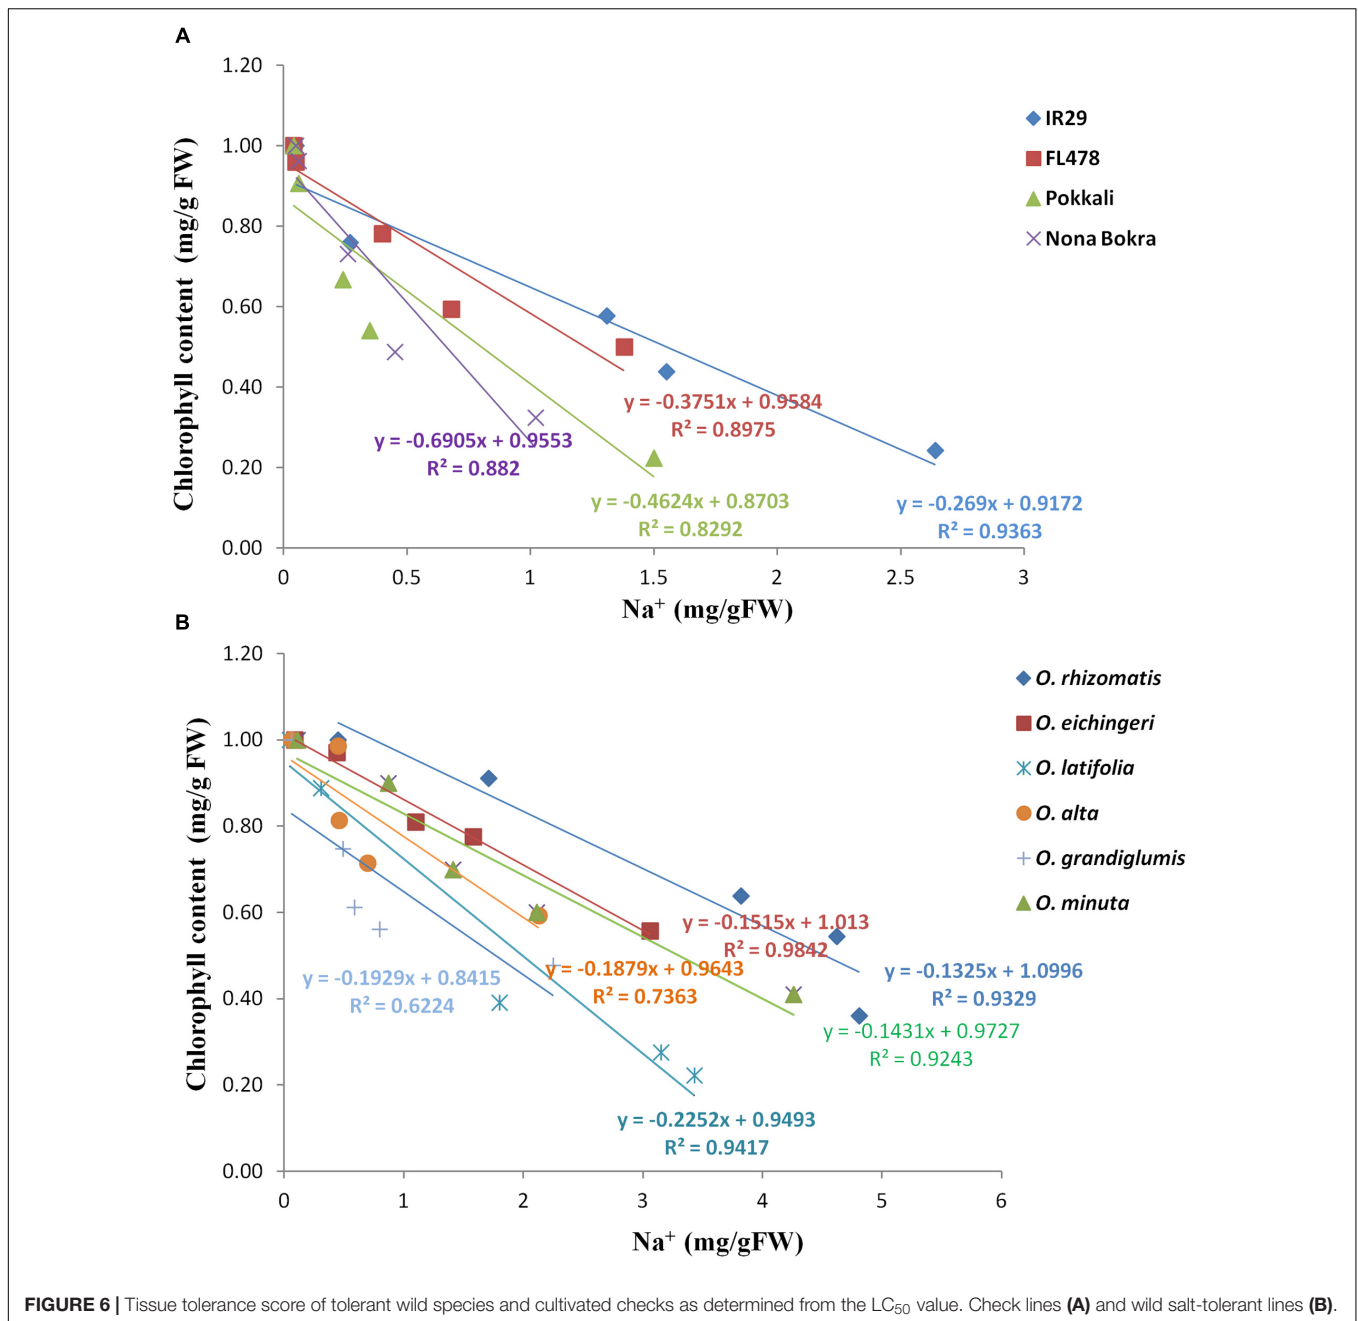 A
1.20
1.00
0.80
0.60
0.40
0.20
0.00
Chlorophyll content (mg/g FW)
IR29
FL478
Pokkali
Nona Bokra
y = -0.3751x + 0.9584
R² = 0.8975
y = -0.6905x + 0.9553
R² = 0.882
y = -0.4624x + 0.8703
R² = 0.8292
y = -0.269x + 0.9172
R² = 0.9363
0 0.5 1 1.5 2 2.5 3
Na⁺ (mg/gFW)
B
1.20
1.00
0.80
0.60
0.40
0.20
0.00
Chlorophyll content (mg/g FW)
O. rhizomatis
O. eichingeri
O. latifolia
O. alta
O. grandiglumis
O. minuta
y = -0.1515x + 1.013
R² = 0.9842
y = -0.1929x + 0.8415
R² = 0.6224
y = -0.1879x + 0.9643
R² = 0.7363
y = -0.1325x + 1.0996
R² = 0.9329
y = -0.1431x + 0.9727
R² = 0.9243
y = -0.2252x + 0.9493
R² = 0.9417
0 1 2 3 4 5 6
Na⁺ (mg/gFW)
FIGURE 6 | Tissue tolerance score of tolerant wild species and cultivated checks as determined from the LC₅₀ value. Check lines (A) and wild salt-tolerant lines (B).